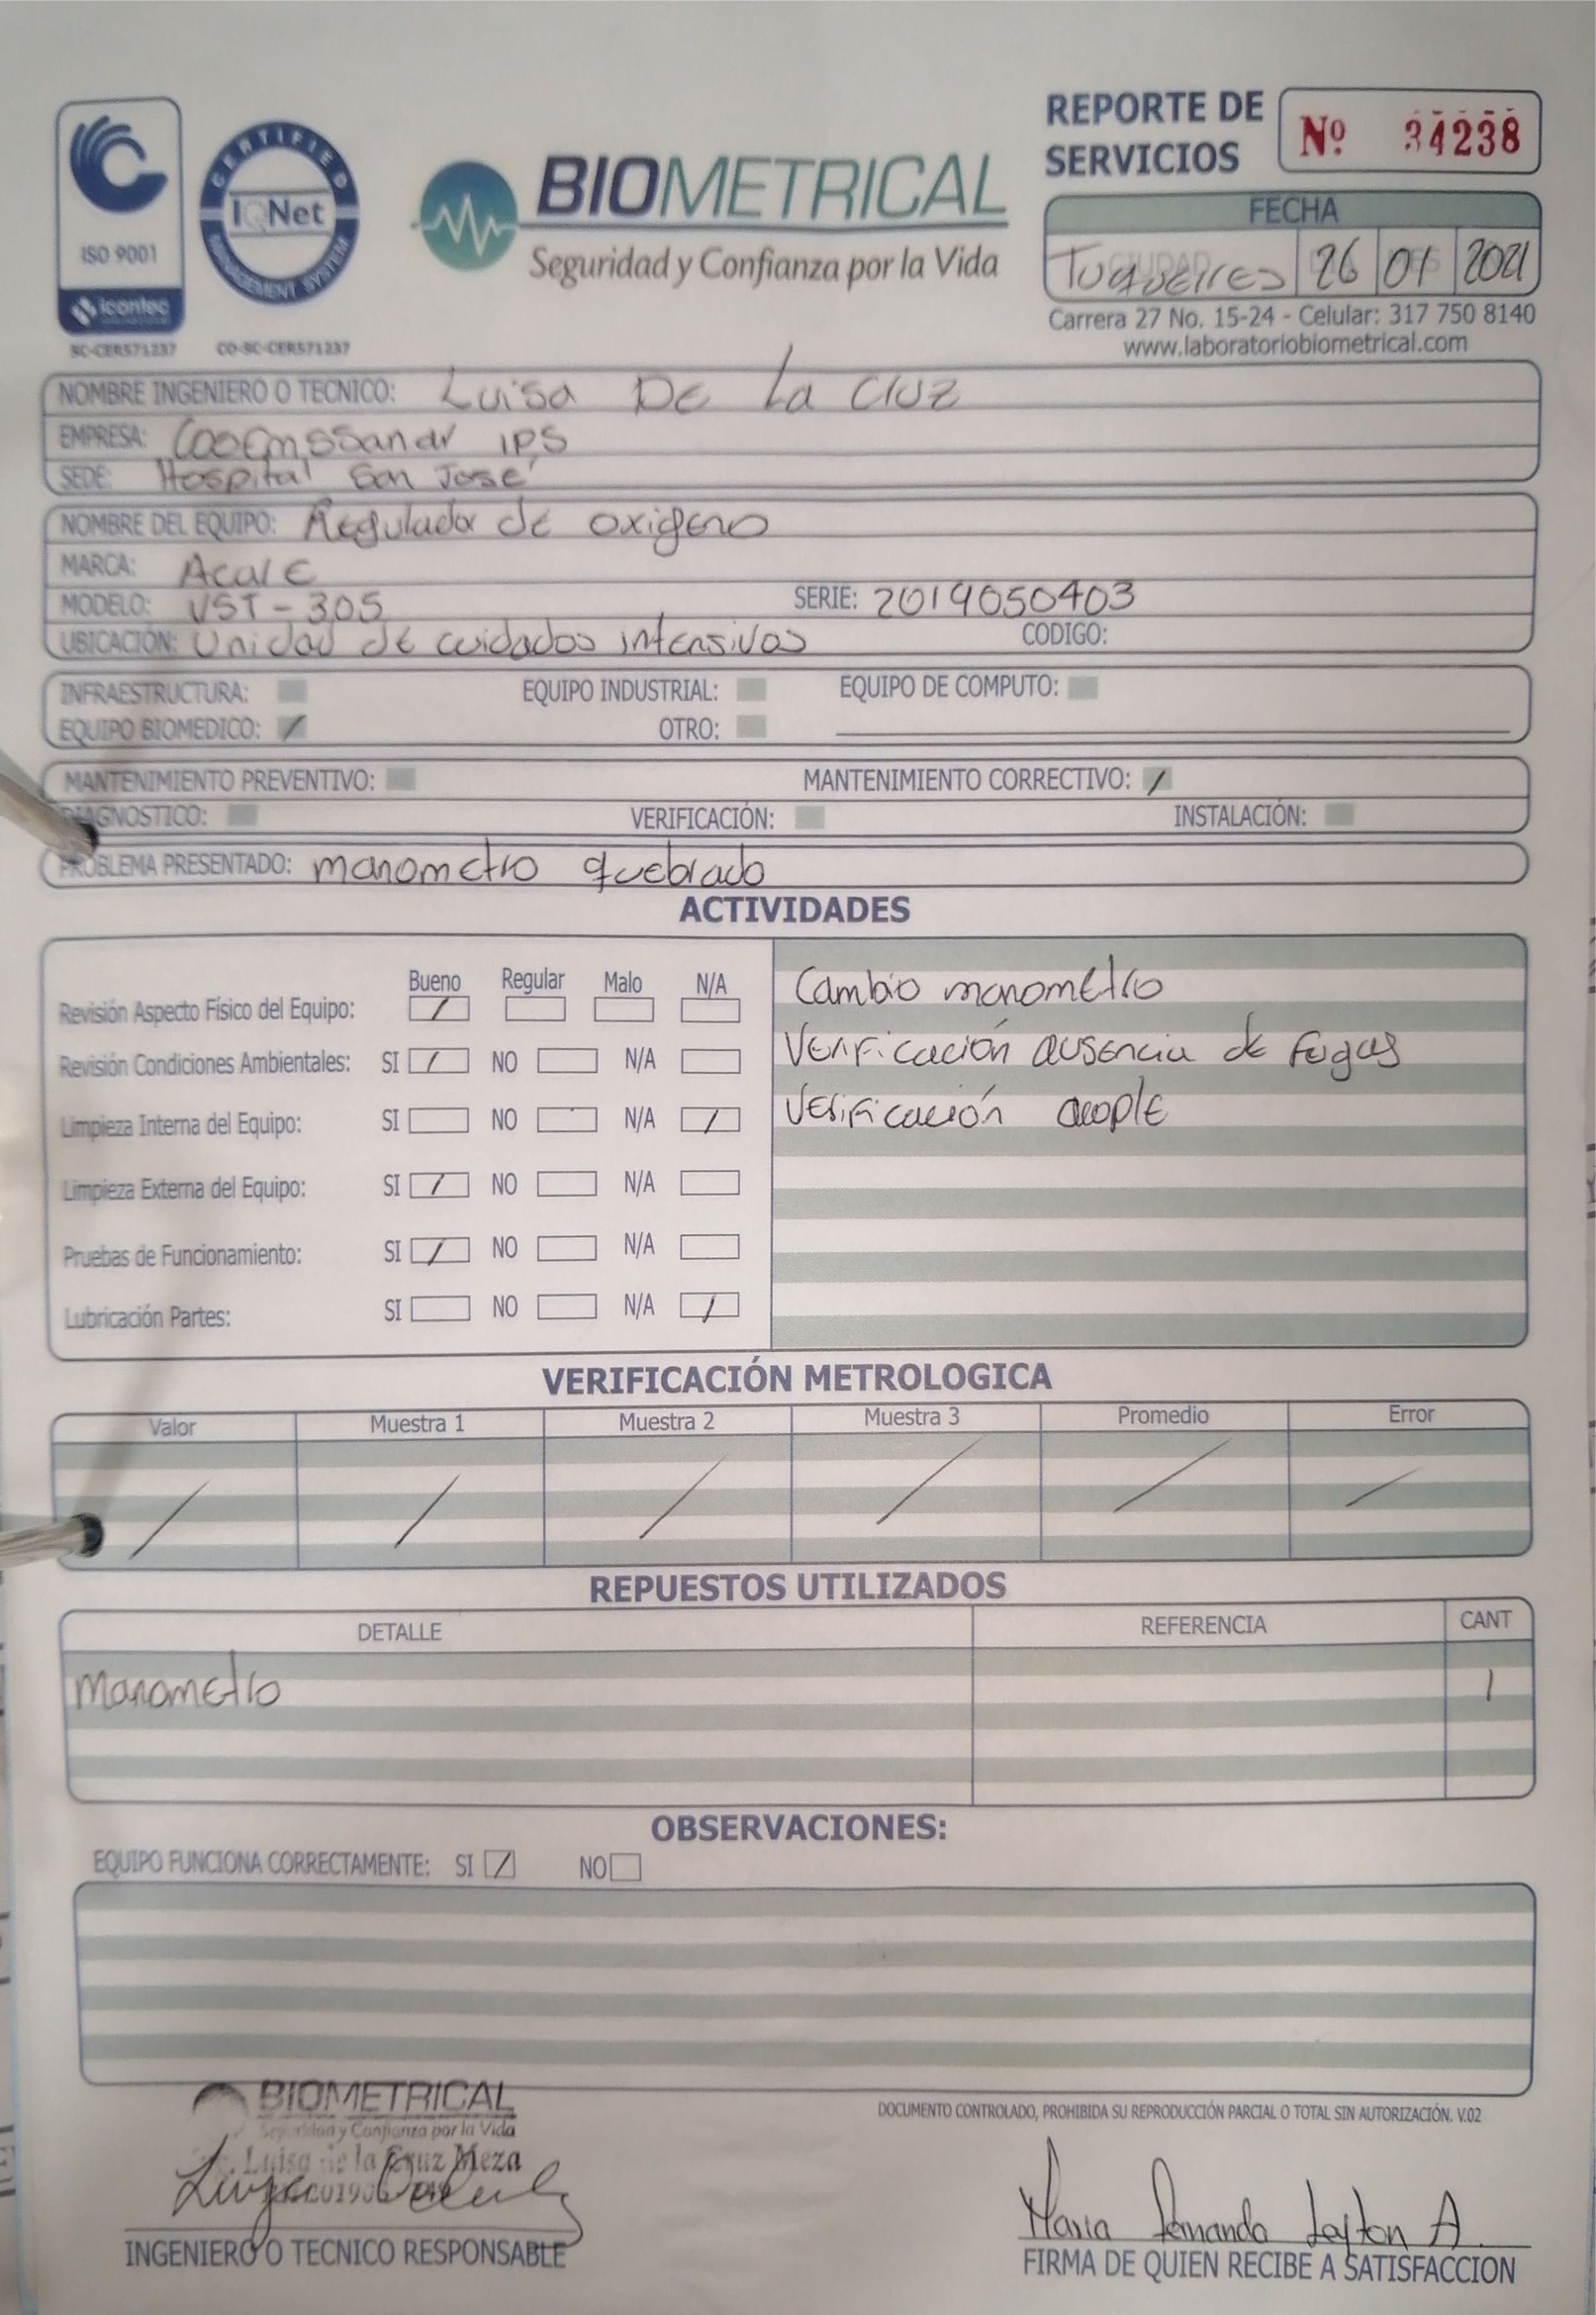 REPORTE DE SERVICIOS
Nº 34238
ISO 9001
icontec
SC-CER571237
CERTIFIED
IQNet
MANAGEMENT SYSTEM
CO-SC-CER571237
BIOMETRICAL
Seguridad y Confianza por la Vida
FECHA
Tuquerres 26 01 2021
Carrera 27 No. 15-24 - Celular: 317 750 8140
www.laboratoriobiometrical.com
NOMBRE INGENIERO O TECNICO: Luisa De La Cruz
EMPRESA: Coemssanar IPS
SEDE: Hospital San José
NOMBRE DEL EQUIPO: Regulador de oxigeno
MARCA: Acare
MODELO: VST-305 SERIE: 2019050403
UBICACIÓN: Unidad de cuidados intensivos CODIGO:
INFRAESTRUCTURA: EQUIPO INDUSTRIAL: EQUIPO DE COMPUTO:
EQUIPO BIOMEDICO: / OTRO:
MANTENIMIENTO PREVENTIVO: MANTENIMIENTO CORRECTIVO: /
DIAGNOSTICO: VERIFICACIÓN: INSTALACIÓN:
PROBLEMA PRESENTADO: manometro quebrado
ACTIVIDADES
Bueno Regular Malo N/A
Revisión Aspecto Físico del Equipo: /
Revisión Condiciones Ambientales: SI / NO N/A
Limpieza Interna del Equipo: SI NO N/A /
Limpieza Externa del Equipo: SI / NO N/A
Pruebas de Funcionamiento: SI / NO N/A
Lubricación Partes: SI NO N/A /
Cambio manometro
Verificación ausencia de fugas
Verificación acople
VERIFICACIÓN METROLOGICA
Valor Muestra 1 Muestra 2 Muestra 3 Promedio Error
/ / / / / /
REPUESTOS UTILIZADOS
DETALLE REFERENCIA CANT
manometro 1
OBSERVACIONES:
EQUIPO FUNCIONA CORRECTAMENTE: SI / NO
BIOMETRICAL
Seguridad y Confianza por la Vida
Luisa de la Cruz Meza
INGENIERO O TECNICO RESPONSABLE
DOCUMENTO CONTROLADO, PROHIBIDA SU REPRODUCCIÓN PARCIAL O TOTAL SIN AUTORIZACIÓN. V.02
Maria Fernanda Leyton A.
FIRMA DE QUIEN RECIBE A SATISFACCION